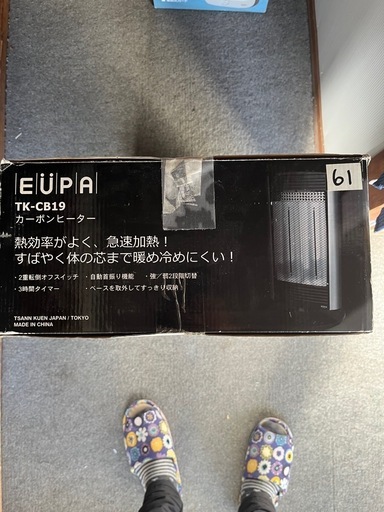 EUPA
TK-CB19
カーボンヒーター
熱効率がよく、急速加熱！
すばやく体の芯まで暖め冷めにくい！
・2重転倒オフスイッチ ・自動首振り機能 ・強／弱2段階切替
・3時間タイマー ・ベースを取外してすっきり収納
TSANN KUEN JAPAN / TOKYO
MADE IN CHINA
61